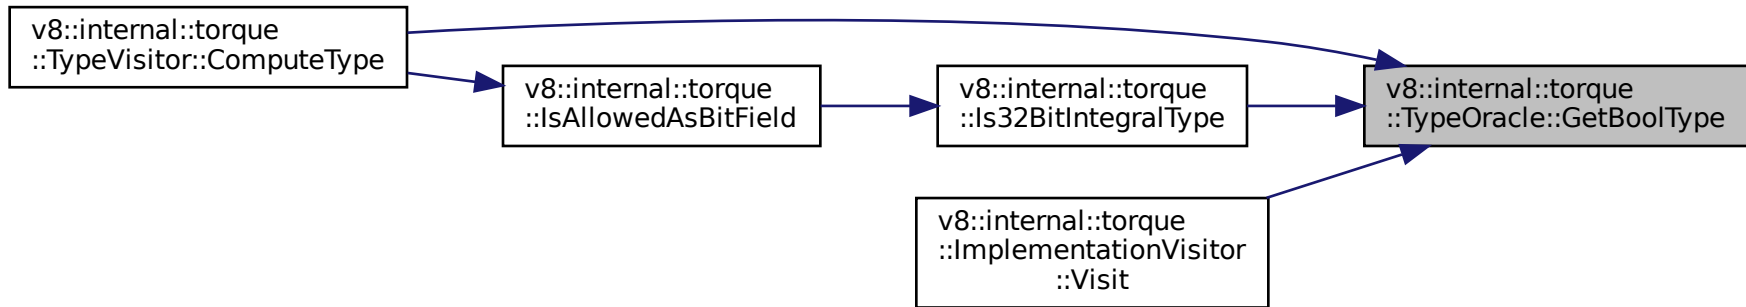 v8::internal::torque
::TypeVisitor::ComputeType
v8::internal::torque
::IsAllowedAsBitField
v8::internal::torque
::Is32BitIntegralType
v8::internal::torque
::TypeOracle::GetBoolType
v8::internal::torque
::ImplementationVisitor
::Visit